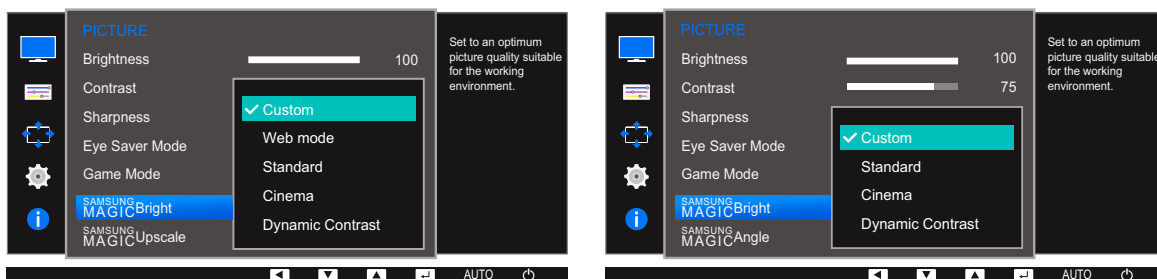 PICTURE
Brightness 100
Contrast
Sharpness
Eye Saver Mode
Game Mode
SAMSUNG
MAGICBright
SAMSUNG
MAGICUpscale
Custom
Web mode
Standard
Cinema
Dynamic Contrast
Set to an optimum
picture quality suitable
for the working
environment.
AUTO
PICTURE
Brightness 100
Contrast 75
Sharpness
Eye Saver Mode
Game Mode
SAMSUNG
MAGICBright
SAMSUNG
MAGICAngle
Custom
Standard
Cinema
Dynamic Contrast
Set to an optimum
picture quality suitable
for the working
environment.
AUTO